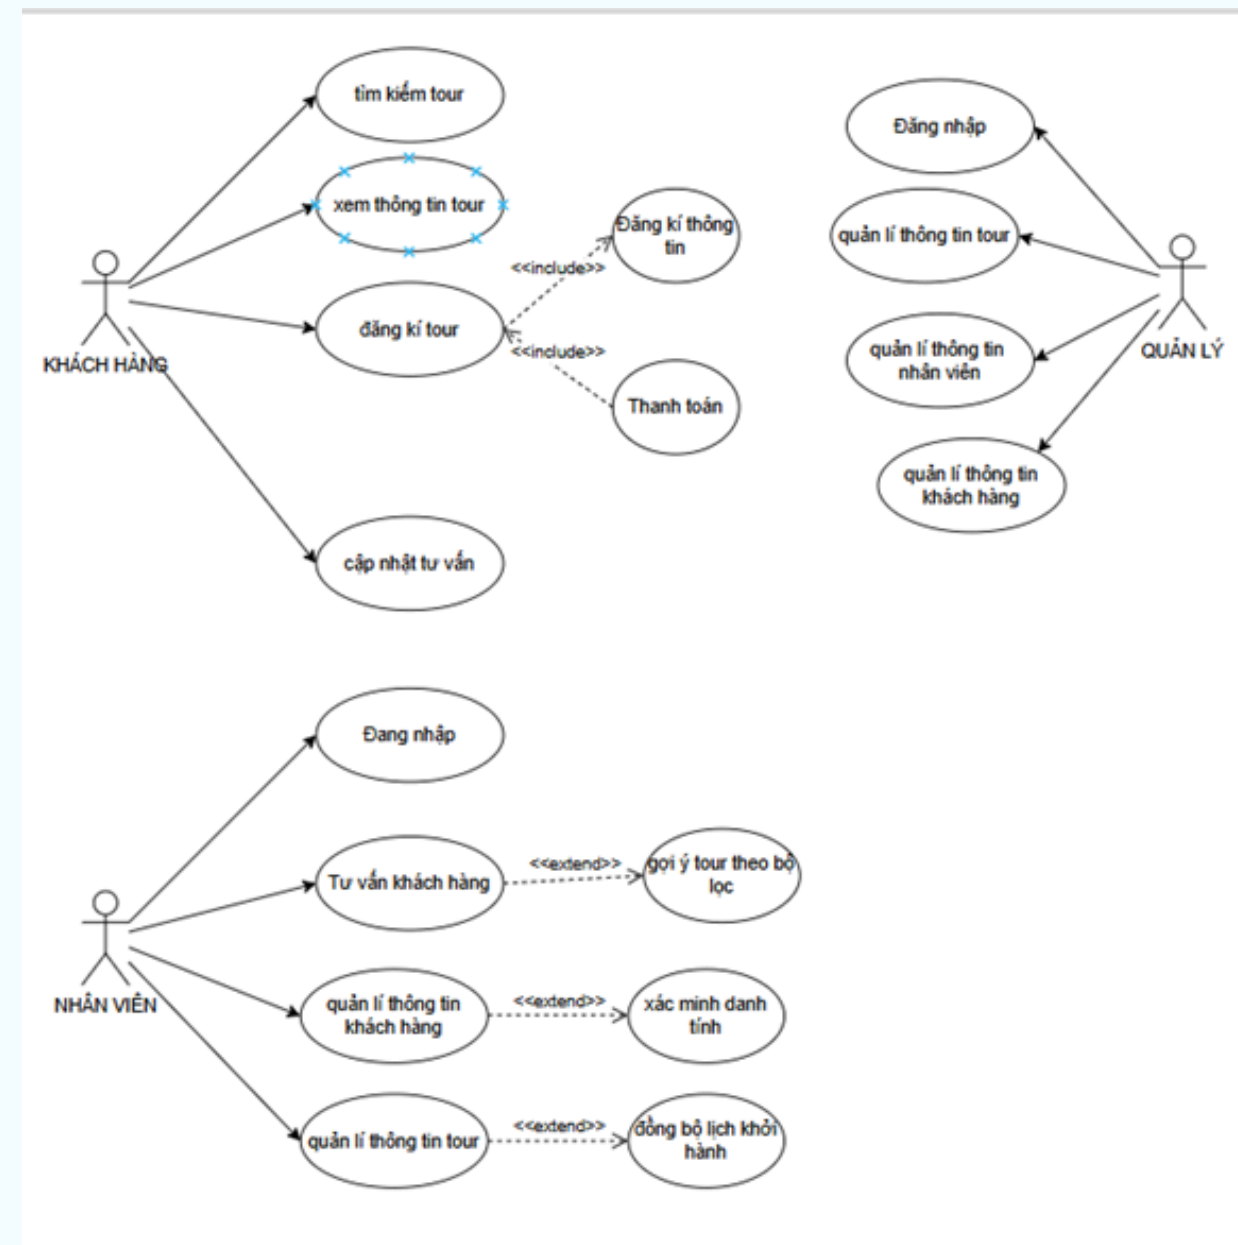 tìm kiếm tour
xem thông tin tour
Đăng kí thông
tin
<<include>>
đăng kí tour
<<include>>
Thanh toán
KHÁCH HÀNG
cập nhật tư vấn
Đăng nhập
quản lí thông tin tour
quản lí thông tin
nhân viên
quản lí thông tin
khách hàng
QUẢN LÝ
Đang nhập
Tư vấn khách hàng
<<extend>>
gợi ý tour theo bộ
lọc
NHÂN VIÊN
quản lí thông tin
khách hàng
<<extend>>
xác minh danh
tính
quản lí thông tin tour
<<extend>>
đồng bộ lịch khởi
hành